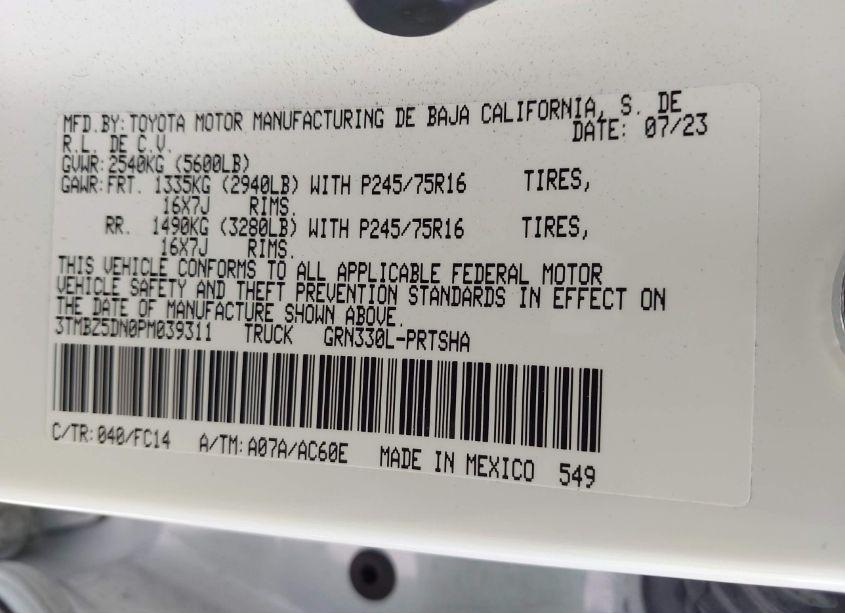 MFD.BY:TOYOTA MOTOR MANUFACTURING DE BAJA CALIFORNIA, S. DE
R.L. DE C.V. DATE: 07/23
GVWR:2540KG (5600LB)
GAWR:FRT. 1335KG (2940LB) WITH P245/75R16 TIRES,
16X7J RIMS.
RR. 1490KG (3280LB) WITH P245/75R16 TIRES,
16X7J RIMS.
THIS VEHICLE CONFORMS TO ALL APPLICABLE FEDERAL MOTOR
VEHICLE SAFETY AND THEFT PREVENTION STANDARDS IN EFFECT ON
THE DATE OF MANUFACTURE SHOWN ABOVE.
3TMBZ5DN0PM039311 TRUCK GRN330L-PRTSHA
C/TR:040/FC14 A/TM:A07A/AC60E MADE IN MEXICO 549